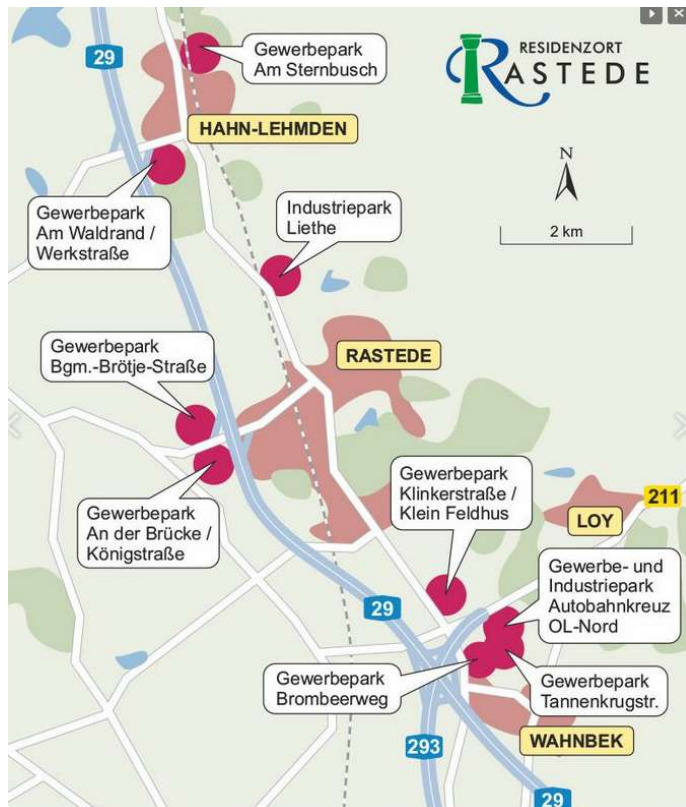 29
Gewerbepark
Am Sternbusch
RESIDENZORT
RASTEDE
HAHN-LEHMDEN
N
2 km
Gewerbepark
Am Waldrand /
Werkstraße
Industriepark
Liethe
Gewerbepark
Bgm.-Brötje-Straße
RASTEDE
Gewerbepark
An der Brücke /
Königstraße
Gewerbepark
Klinkerstraße /
Klein Feldhus
211
LOY
Gewerbe- und
Industriepark
Autobahnkreuz
OL-Nord
29
Gewerbepark
Brombeerweg
Gewerbepark
Tannenkrugstr.
293
WAHNBEK
29